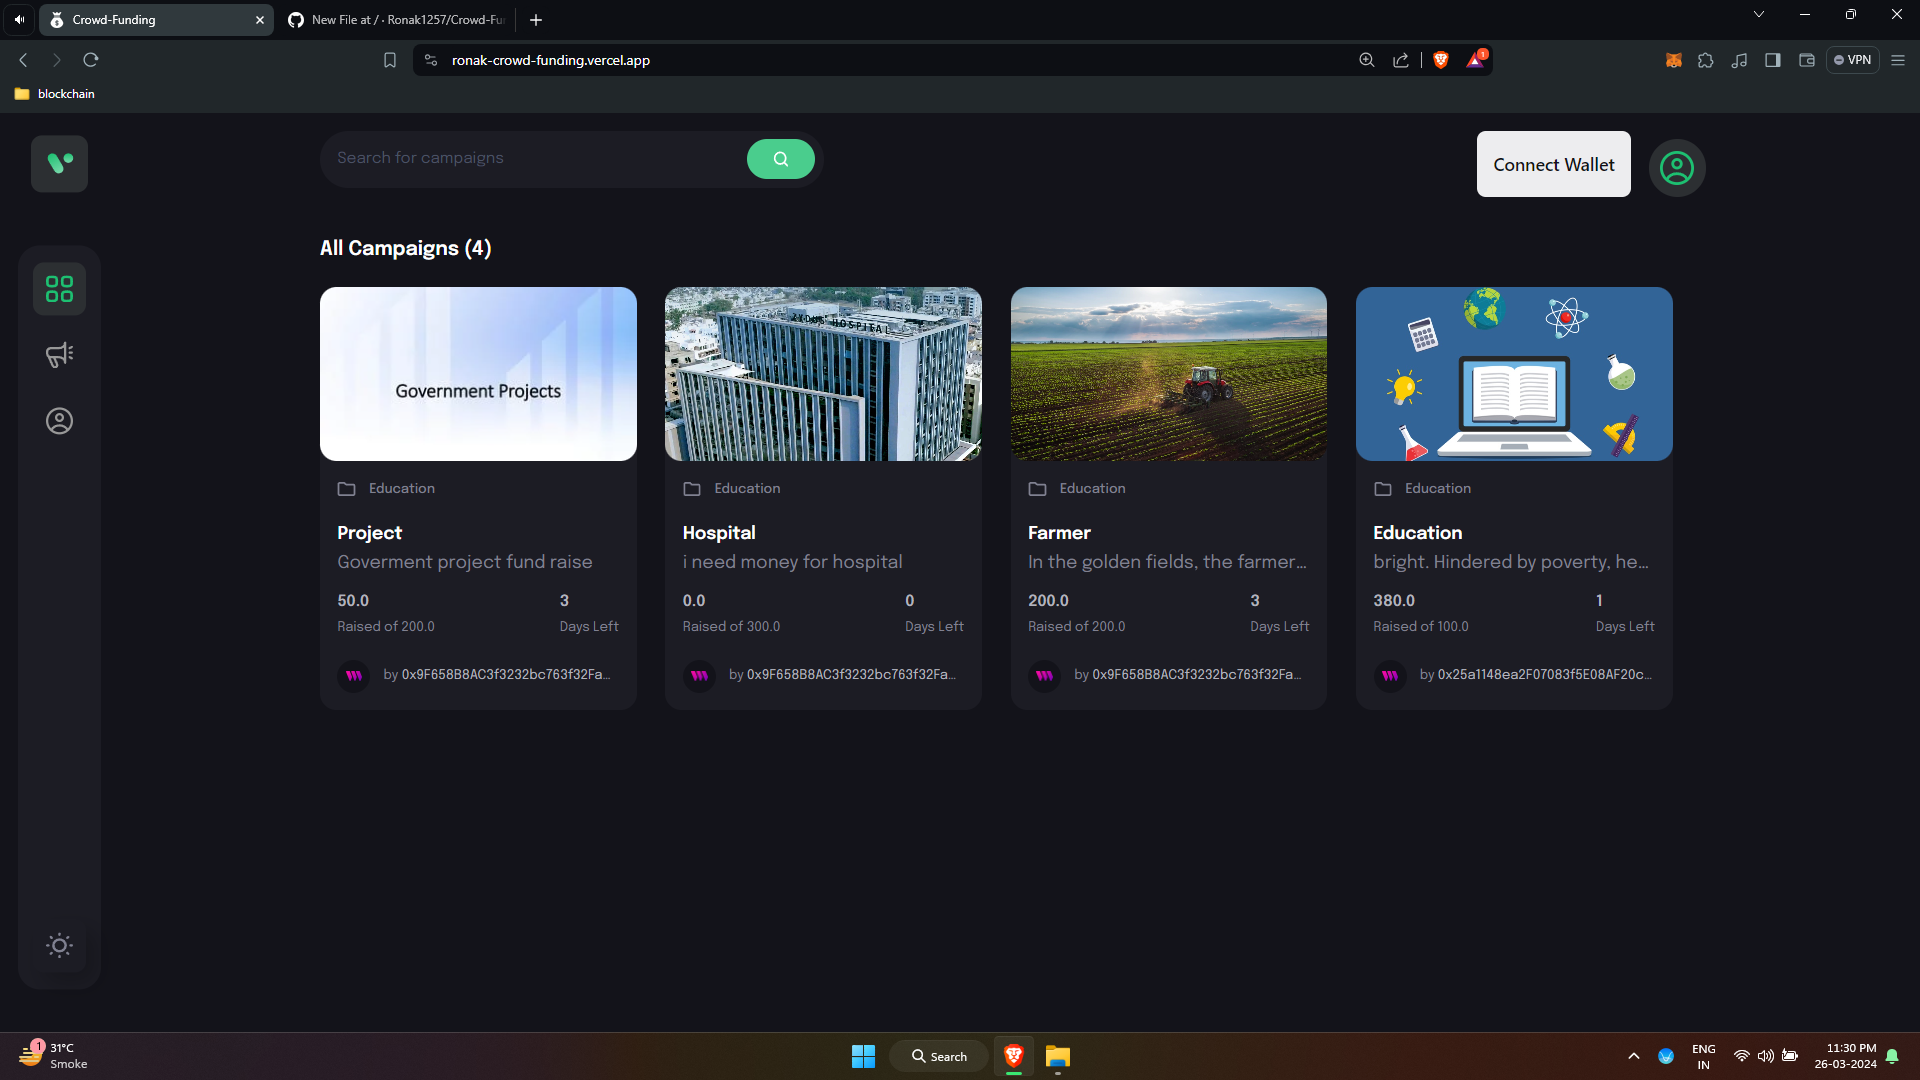 Crowd-Funding
New File at / · Ronak1257/Crowd-Fur
ronak-crowd-funding.vercel.app
1
VPN
blockchain
Search for campaigns
Connect Wallet
All Campaigns (4)
Government Projects
ZYDUS HOSPITAL
Education
Education
Education
Education
Project
Hospital
Farmer
Education
Goverment project fund raise
i need money for hospital
In the golden fields, the farmer...
bright. Hindered by poverty, he...
50.0
3
0.0
0
200.0
3
380.0
1
Raised of 200.0
Days Left
Raised of 300.0
Days Left
Raised of 200.0
Days Left
Raised of 100.0
Days Left
by 0x9F658B8AC3f3232bc763f32Fa...
by 0x9F658B8AC3f3232bc763f32Fa...
by 0x9F658B8AC3f3232bc763f32Fa...
by 0x25a1148ea2F07083f5E08AF20c...
1
31°C
Smoke
Search
ENG
IN
11:30 PM
26-03-2024